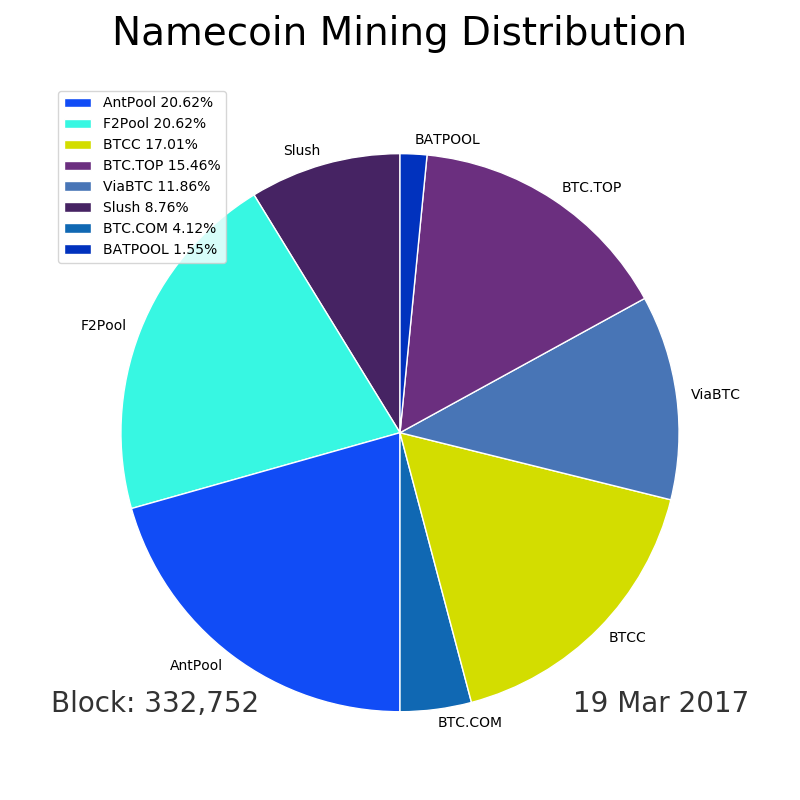 Namecoin Mining Distribution
AntPool 20.62%
F2Pool 20.62%
BTCC 17.01%
BTC.TOP 15.46%
ViaBTC 11.86%
Slush 8.76%
BTC.COM 4.12%
BATPOOL 1.55%
BATPOOL
Slush
BTC.TOP
F2Pool
ViaBTC
BTCC
AntPool
Block: 332,752
19 Mar 2017
BTC.COM